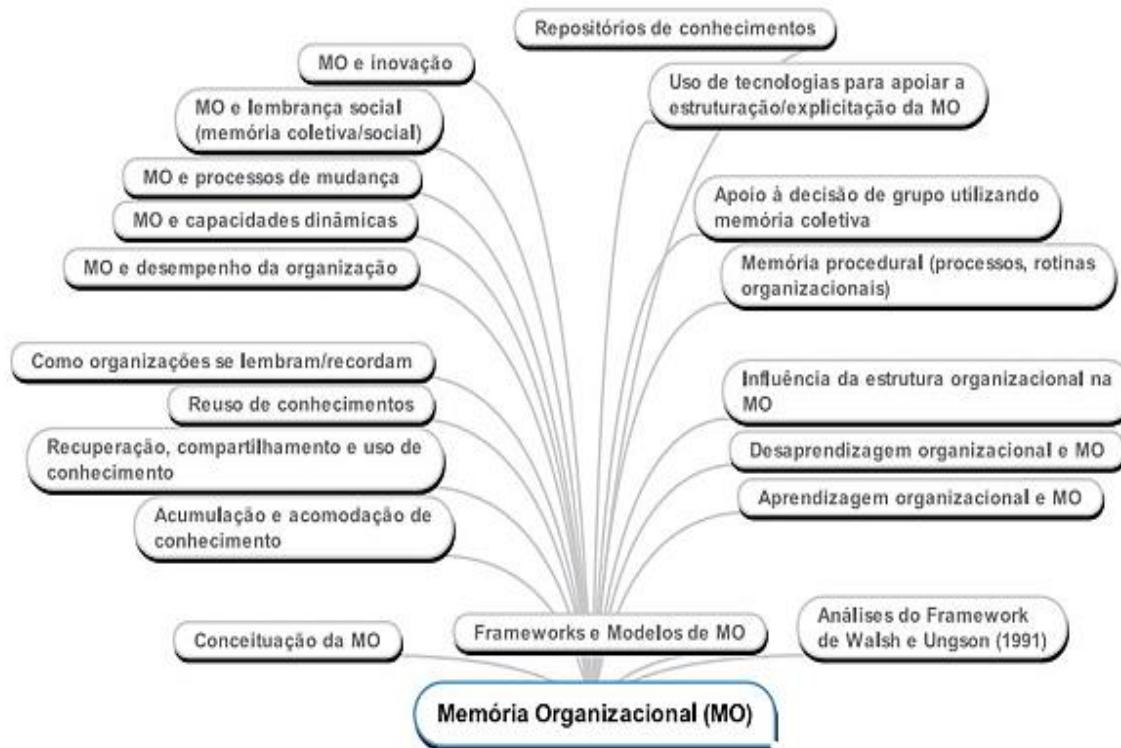 Repositórios de conhecimentos
MO e inovação
Uso de tecnologias para apoiar a
estruturação/explicitação da MO
MO e lembrança social
(memória coletiva/social)
MO e processos de mudança
Apoio à decisão de grupo utilizando
memória coletiva
MO e capacidades dinâmicas
Memória procedural (processos, rotinas
organizacionais)
MO e desempenho da organização
Como organizações se lembram/recordam
Influência da estrutura organizacional na
MO
Reuso de conhecimentos
Recuperação, compartilhamento e uso de
conhecimento
Desaprendizagem organizacional e MO
Aprendizagem organizacional e MO
Acumulação e acomodação de
conhecimento
Conceituação da MO
Frameworks e Modelos de MO
Análises do Framework
de Walsh e Ungson (1991)
Memória Organizacional (MO)